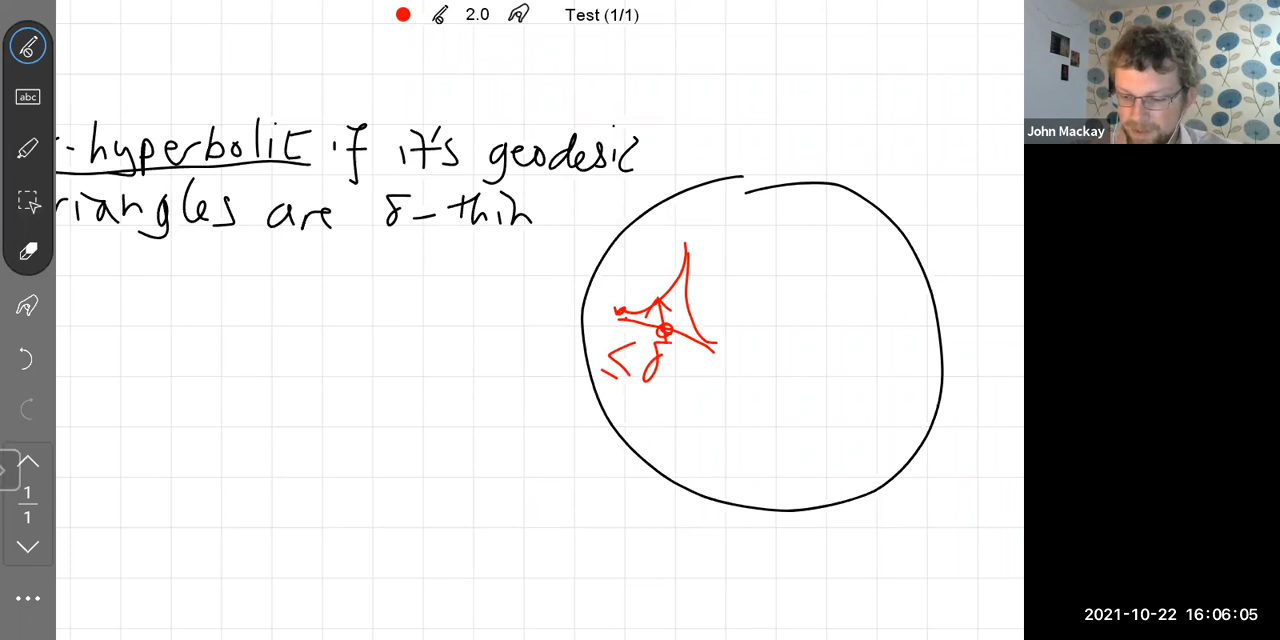 2.0 Test (1/1)
abc
-hyperbolic if it's geodesic
riangles are δ-thin
≤ δ
John Mackay
1
1
2021-10-22 16:06:05